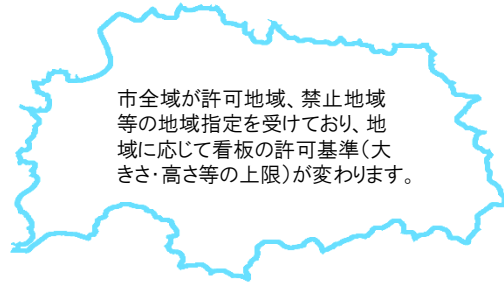 市全域が許可地域、禁止地域
等の地域指定を受けており、地
域に応じて看板の許可基準（大
きさ・高さ等の上限）が変わります。